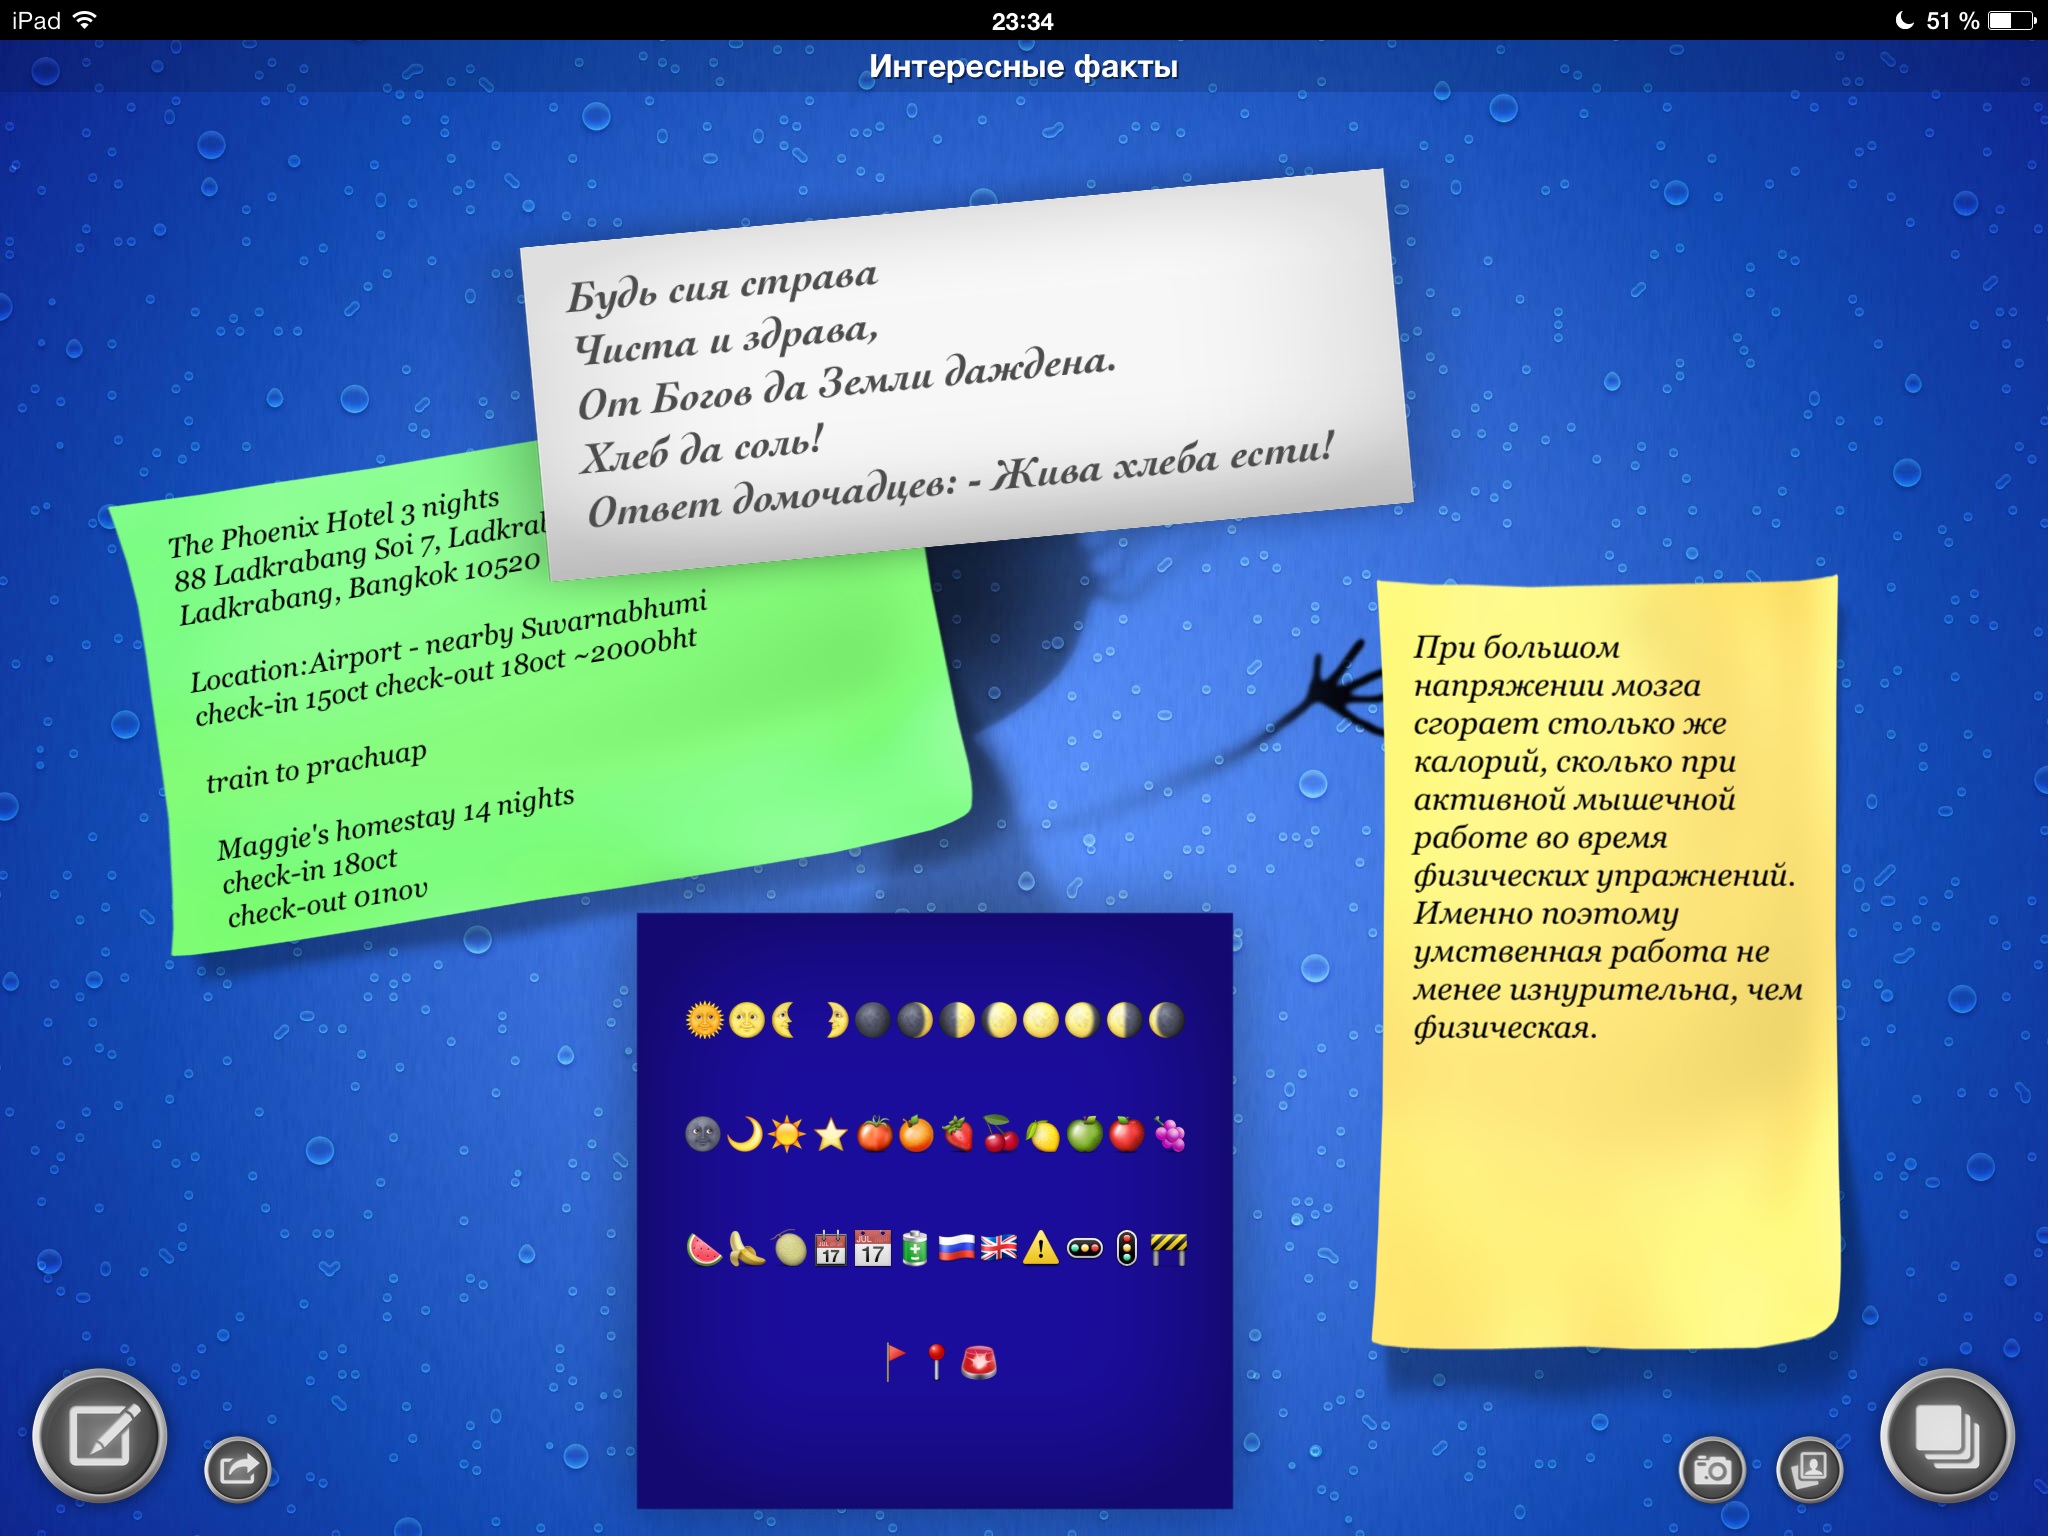 iPad
23:34
51 %
Интересные факты
Будь сия страва
Чиста и здрава,
От Богов да Земли даждена.
Хлеб да соль!
Ответ домочадцев: - Жива хлеба ести!
The Phoenix Hotel 3 nights
88 Ladkrabang Soi 7,
Ladkrabang, Bangkok 10520
Location:Airport - nearby Suvarnabhumi
check-in 15oct check-out 18oct ~2000bht
train to prachuap
Maggie's homestay 14 nights
check-in 18oct
check-out 01nov
При большом
напряжении мозга
сгорает столько же
калорий, сколько при
активной мышечной
работе во время
физических упражнений.
Именно поэтому
умственная работа не
менее изнурительна, чем
физическая.